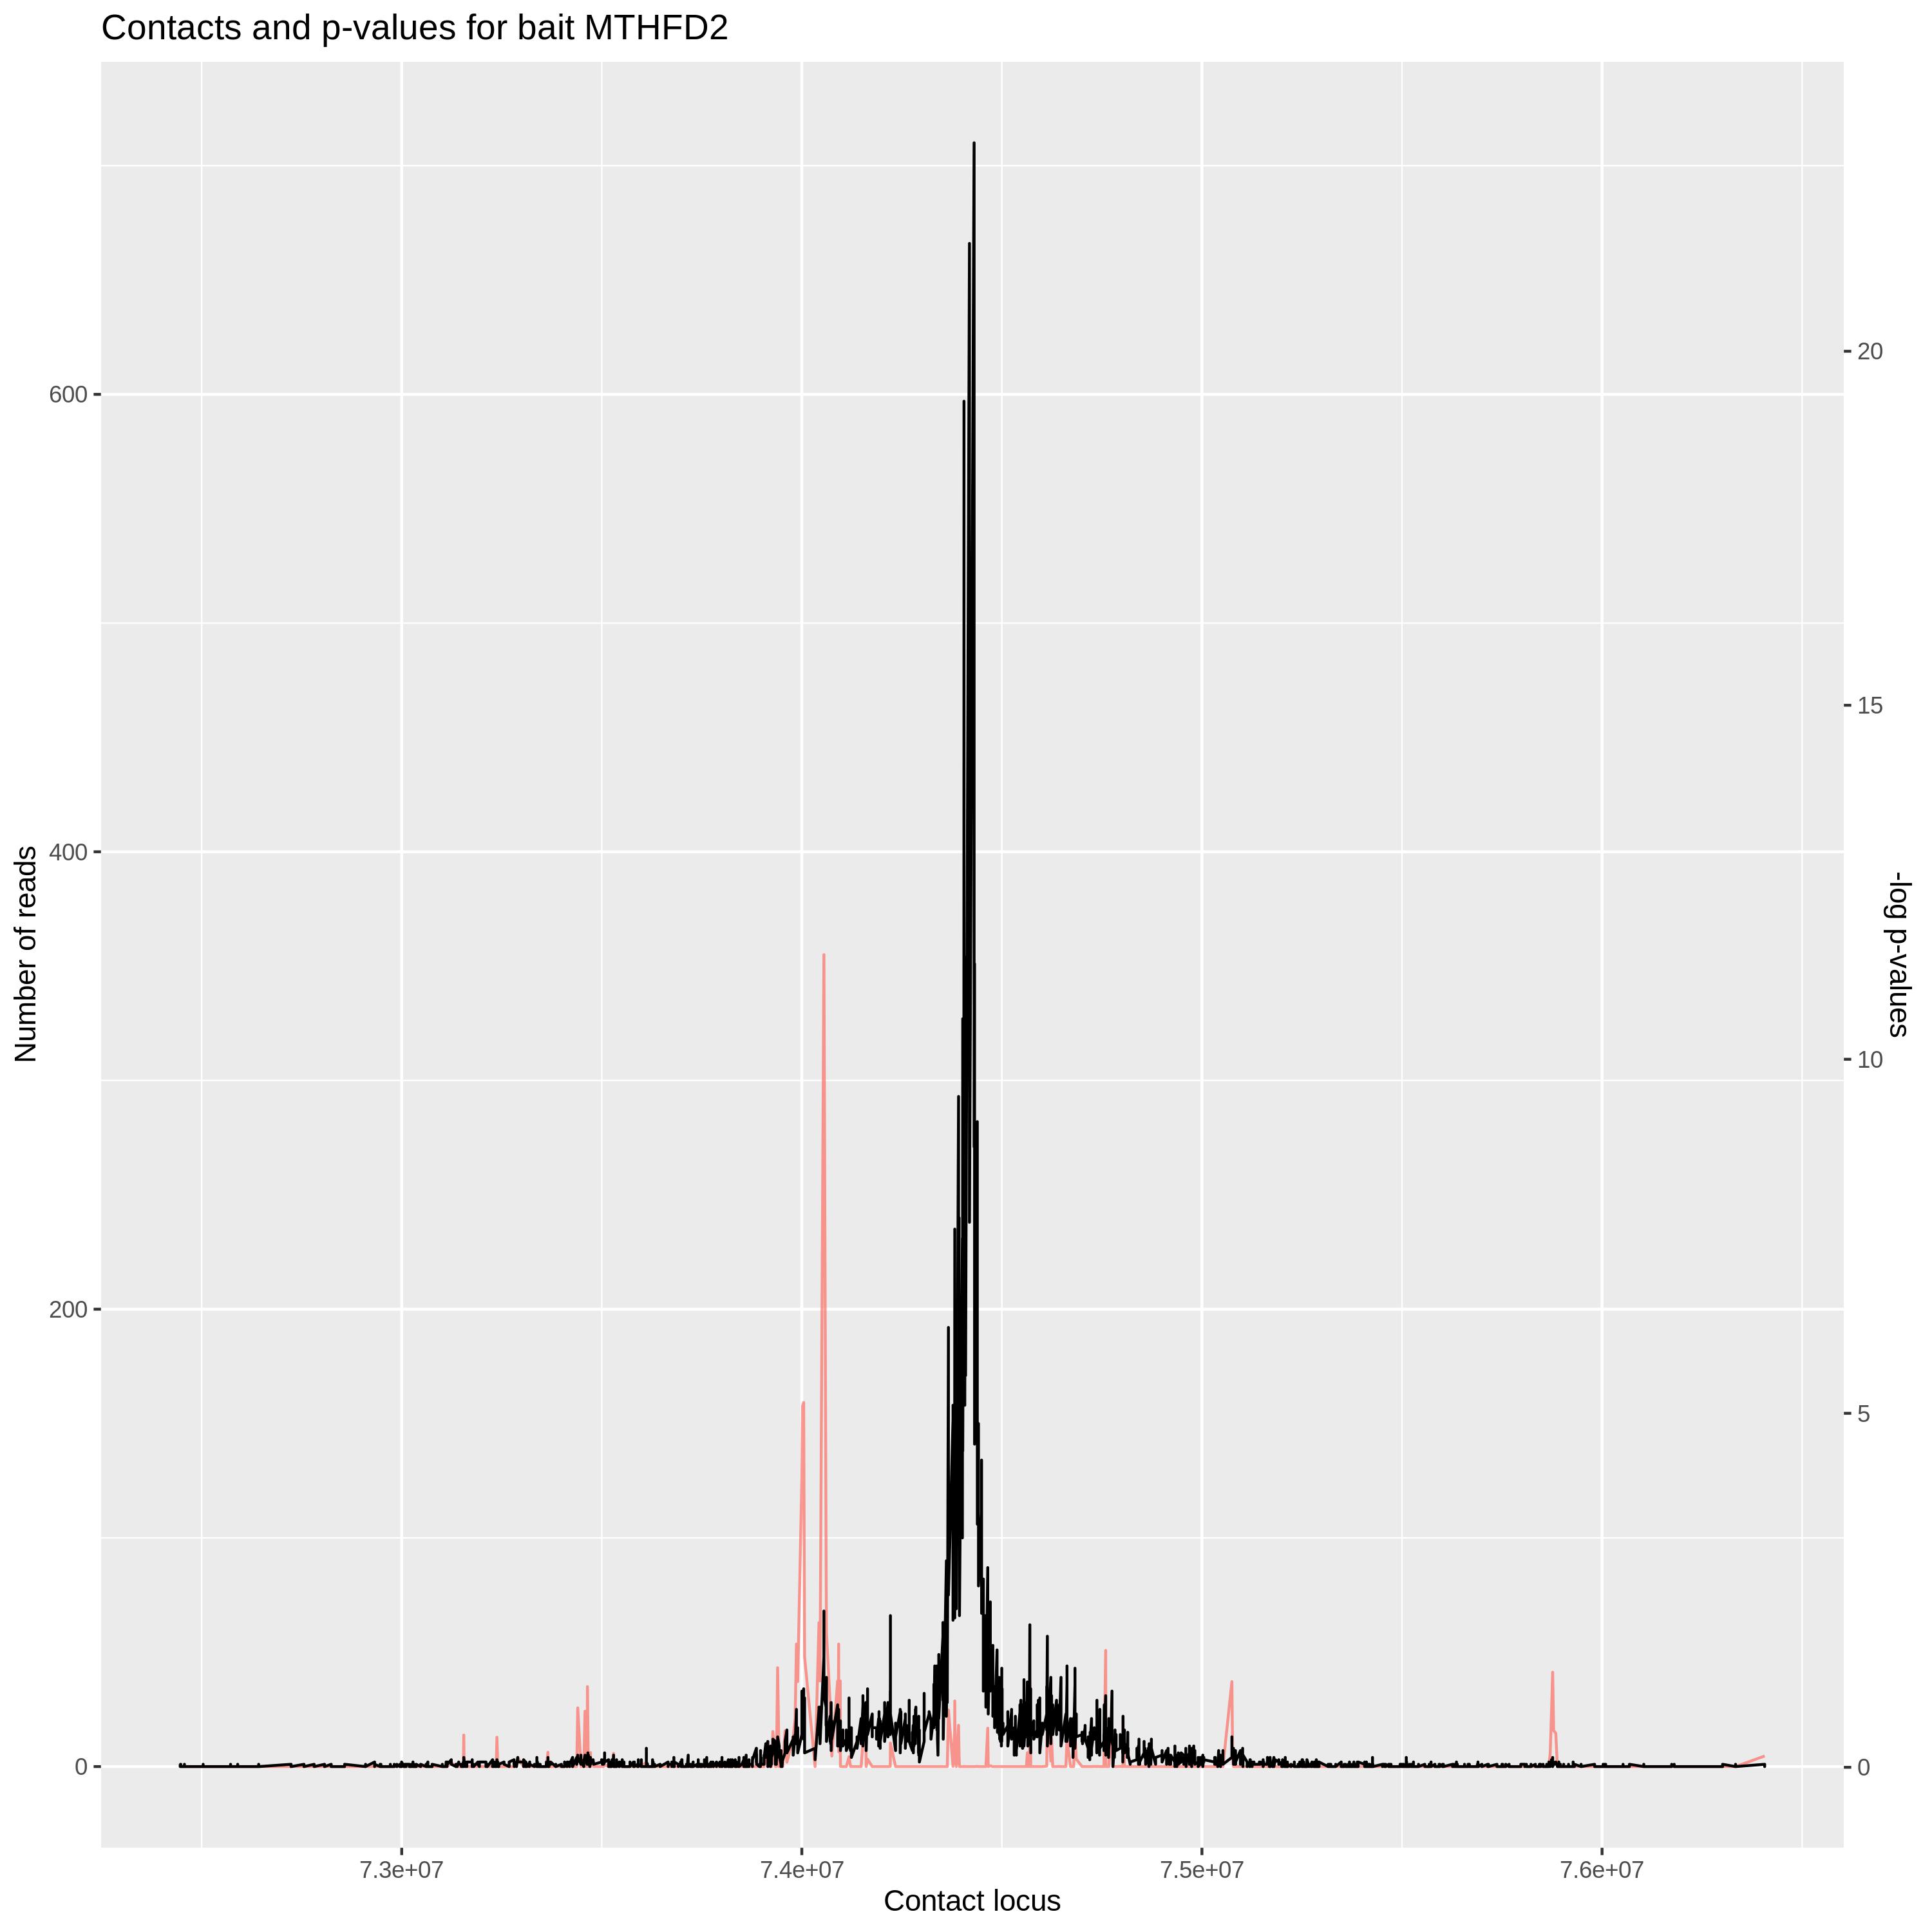 Contacts and p-values for bait MTHFD2
Number of reads
600
400
200
0
20
15
10
5
0
-log p-values
7.3e+07
7.4e+07
7.5e+07
7.6e+07
Contact locus